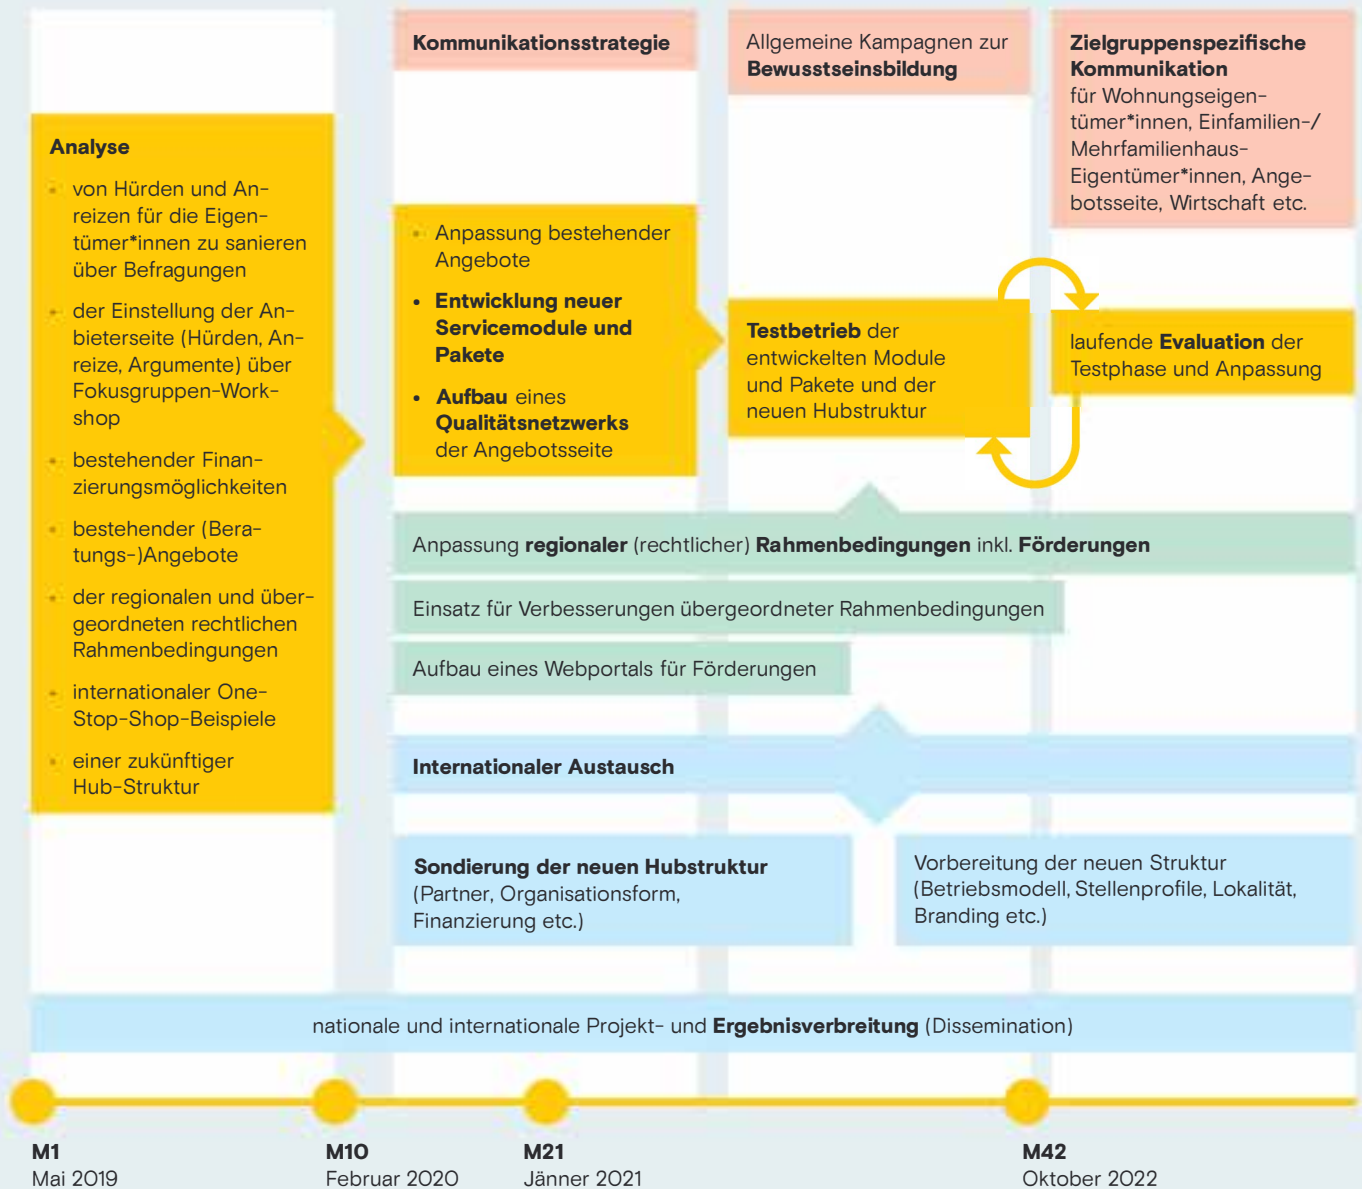 Kommunikationsstrategie
Allgemeine Kampagnen zur
Bewusstseinsbildung
Zielgruppenspezifische
Kommunikation
für Wohnungseigen-
tümer*innen, Einfamilien-/
Mehrfamilienhaus-
Eigentümer*innen, Ange-
botsseite, Wirtschaft etc.
Analyse
• von Hürden und An-
reizen für die Eigen-
tümer*innen zu sanieren
über Befragungen
• der Einstellung der An-
bieterseite (Hürden, An-
reize, Argumente) über
Fokusgruppen-Work-
shop
• bestehender Finan-
zierungsmöglichkeiten
• bestehender (Bera-
tungs-)Angebote
• der regionalen und über-
geordneten rechtlichen
Rahmenbedingungen
• internationaler One-
Stop-Shop-Beispiele
• einer zukünftiger
Hub-Struktur
• Anpassung bestehender
Angebote
• Entwicklung neuer
Servicemodule und
Pakete
• Aufbau eines
Qualitätsnetzwerks
der Angebotsseite
Testbetrieb der
entwickelten Module
und Pakete und der
neuen Hubstruktur
laufende Evaluation der
Testphase und Anpassung
Anpassung regionaler (rechtlicher) Rahmenbedingungen inkl. Förderungen
Einsatz für Verbesserungen übergeordneter Rahmenbedingungen
Aufbau eines Webportals für Förderungen
Internationaler Austausch
Sondierung der neuen Hubstruktur
(Partner, Organisationsform,
Finanzierung etc.)
Vorbereitung der neuen Struktur
(Betriebsmodell, Stellenprofile, Lokalität,
Branding etc.)
nationale und internationale Projekt- und Ergebnisverbreitung (Dissemination)
M1
Mai 2019
M10
Februar 2020
M21
Jänner 2021
M42
Oktober 2022